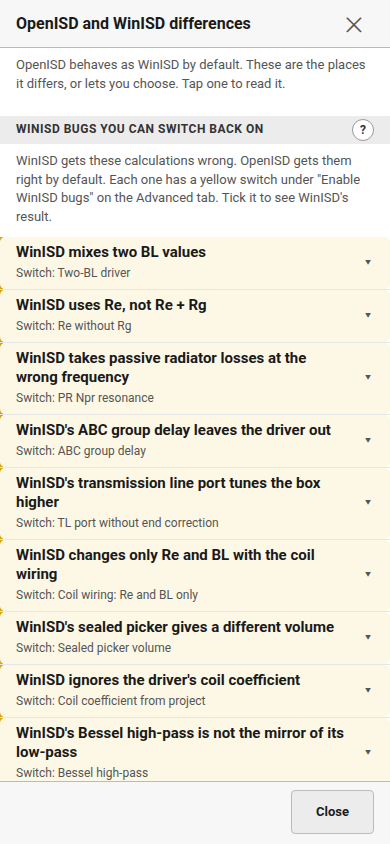 OpenISD and WinISD differences
OpenISD behaves as WinISD by default. These are the places
it differs, or lets you choose. Tap one to read it.
WINISD BUGS YOU CAN SWITCH BACK ON
?
WinISD gets these calculations wrong. OpenISD gets them
right by default. Each one has a yellow switch under "Enable
WinISD bugs" on the Advanced tab. Tick it to see WinISD's
result.
WinISD mixes two BL values
Switch: Two-BL driver
WinISD uses Re, not Re + Rg
Switch: Re without Rg
WinISD takes passive radiator losses at the
wrong frequency
Switch: PR Npr resonance
WinISD's ABC group delay leaves the driver out
Switch: ABC group delay
WinISD's transmission line port tunes the box
higher
Switch: TL port without end correction
WinISD changes only Re and BL with the coil
wiring
Switch: Coil wiring: Re and BL only
WinISD's sealed picker gives a different volume
Switch: Sealed picker volume
WinISD ignores the driver's coil coefficient
Switch: Coil coefficient from project
WinISD's Bessel high-pass is not the mirror of its
low-pass
Switch: Bessel high-pass
Close